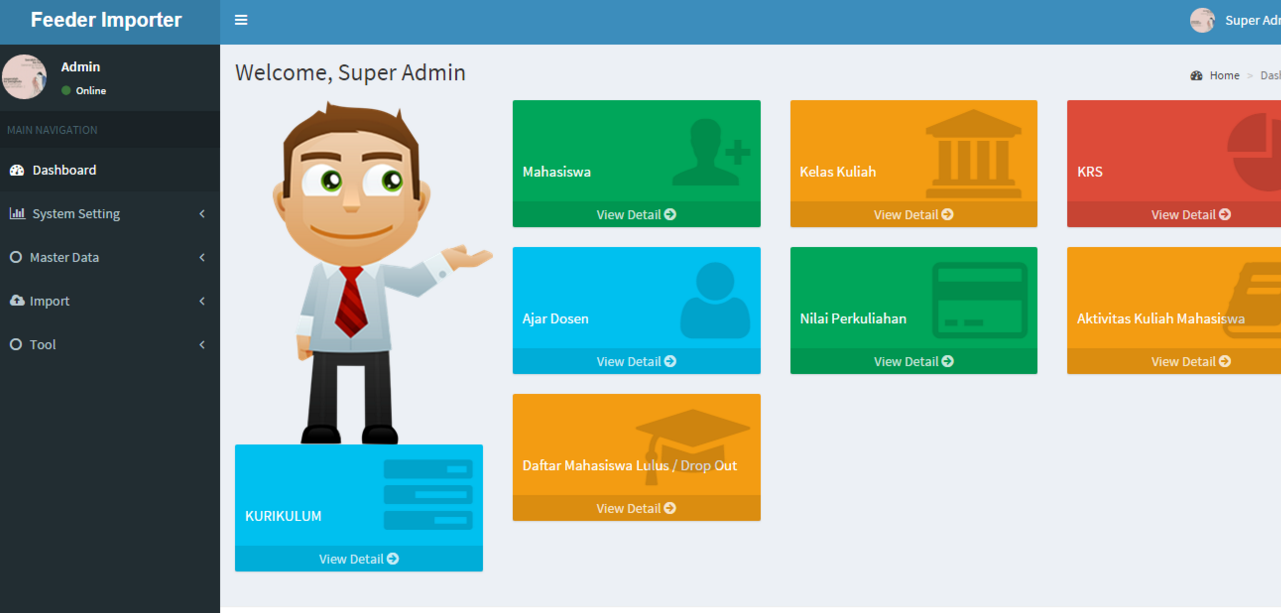 Feeder Importer
Super Adm
Admin
Online
MAIN NAVIGATION
Dashboard
System Setting
Master Data
Import
Tool
Welcome, Super Admin
Home > Dash
Mahasiswa
View Detail
Kelas Kuliah
View Detail
KRS
View Detail
Ajar Dosen
View Detail
Nilai Perkuliahan
View Detail
Aktivitas Kuliah Mahasiswa
View Detail
Daftar Mahasiswa Lulus / Drop Out
View Detail
KURIKULUM
View Detail